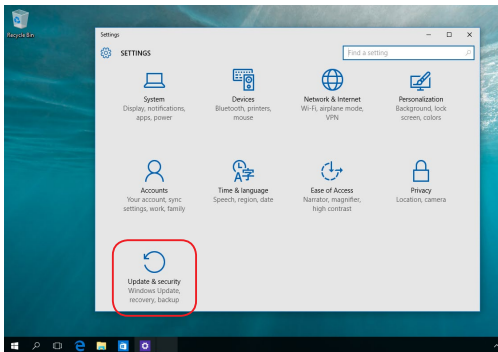 Recycle Bin
Settings
SETTINGS
Find a setting
System
Display, notifications,
apps, power
Devices
Bluetooth, printers,
mouse
Network & Internet
Wi-Fi, airplane mode,
VPN
Personalization
Background, lock
screen, colors
Accounts
Your account, sync
settings, work, family
A字
Time & language
Speech, region, date
Ease of Access
Narrator, magnifier,
high contrast
Privacy
Location, camera
Update & security
Windows Update,
recovery, backup